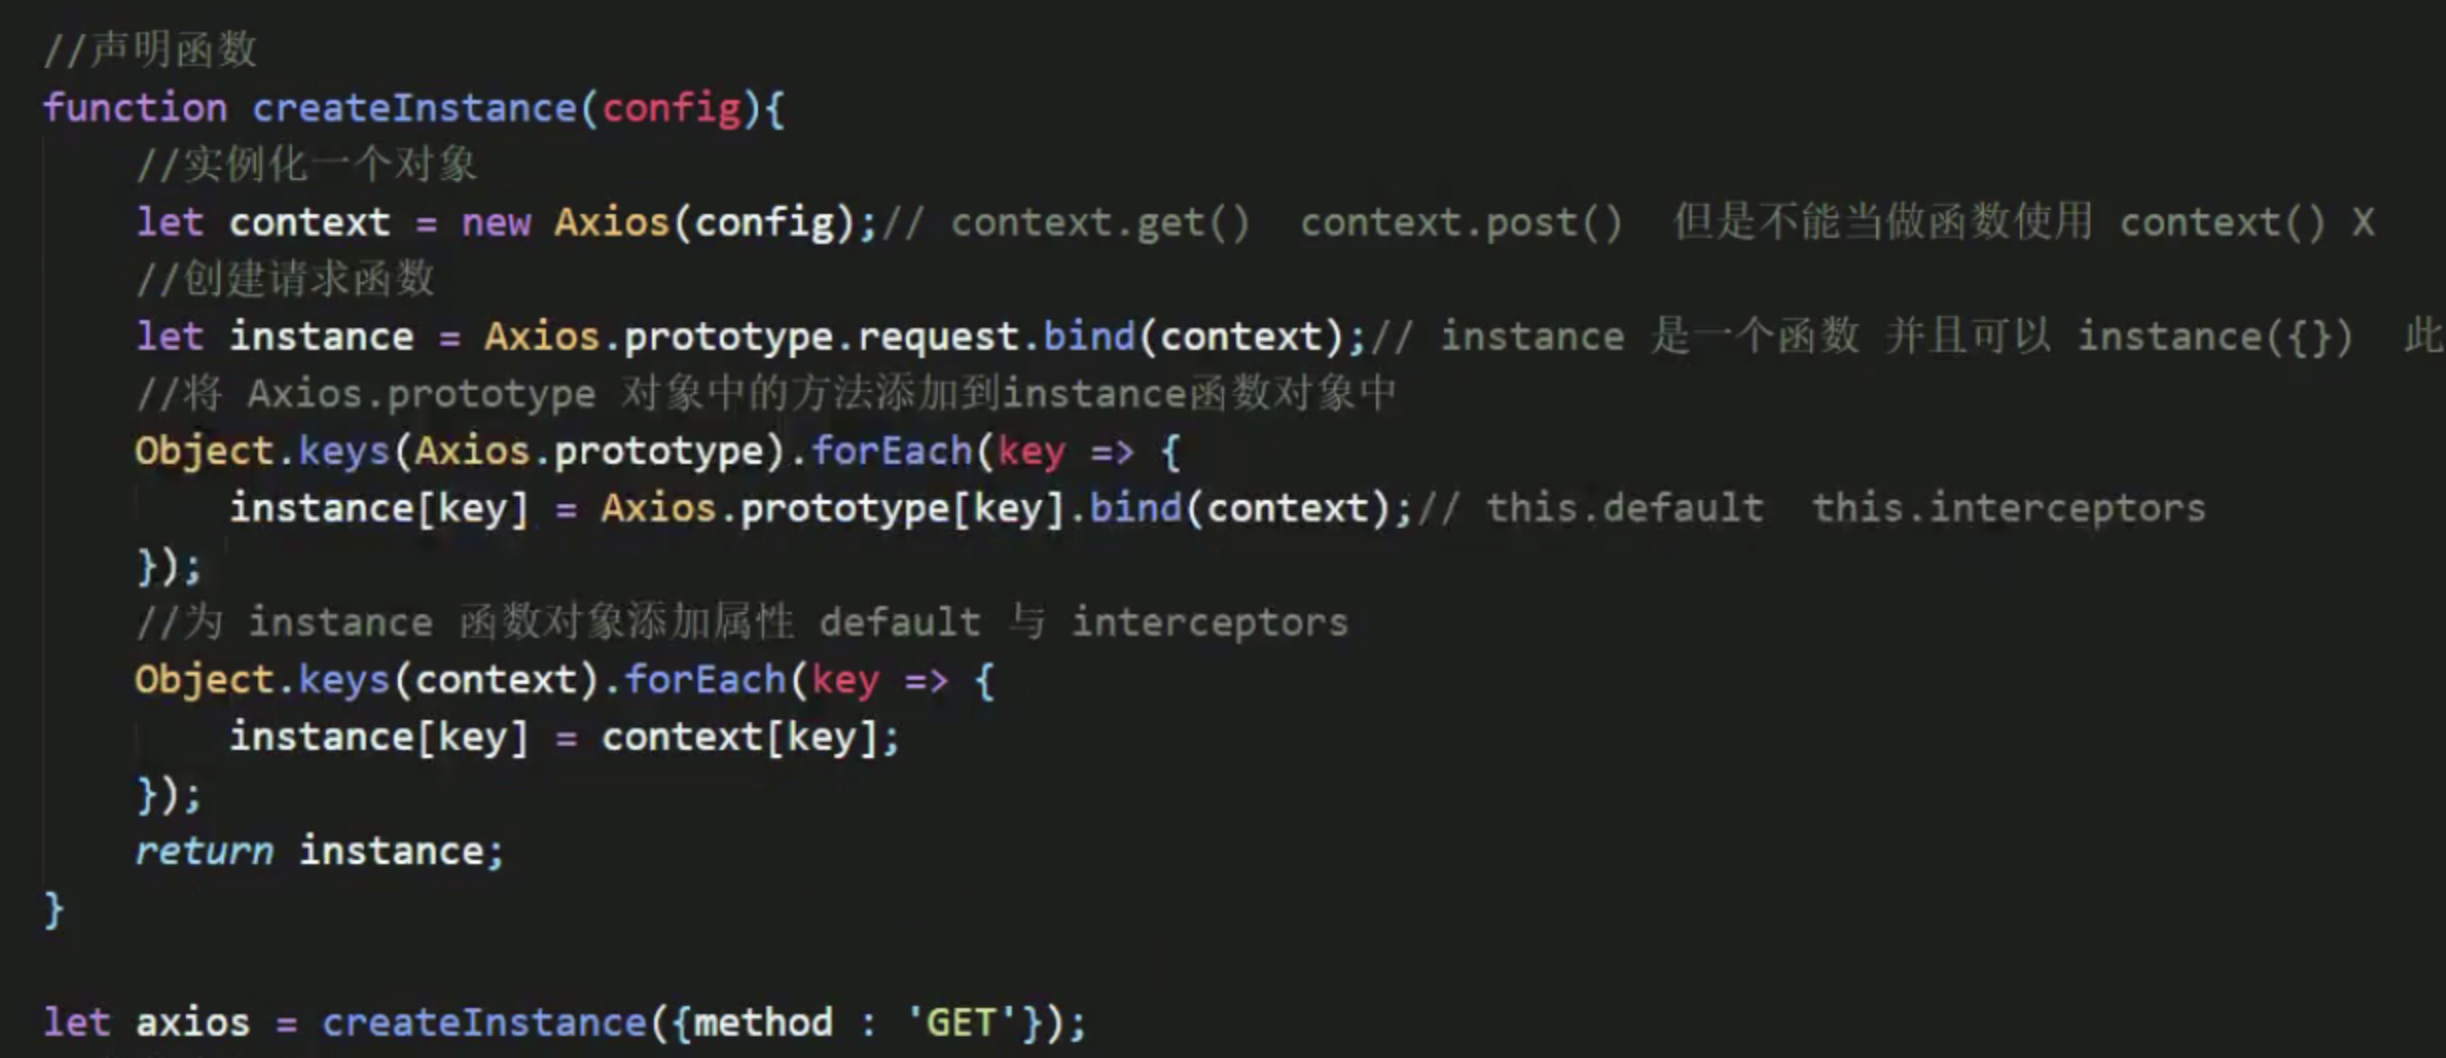 //声明函数
function createInstance(config){
    //实例化一个对象
    let context = new Axios(config);// context.get()  context.post()  但是不能当做函数使用 context() X
    //创建请求函数
    let instance = Axios.prototype.request.bind(context);// instance 是一个函数 并且可以 instance({})  此
    //将 Axios.prototype 对象中的方法添加到instance函数对象中
    Object.keys(Axios.prototype).forEach(key => {
        instance[key] = Axios.prototype[key].bind(context);// this.default  this.interceptors
    });
    //为 instance 函数对象添加属性 default 与 interceptors
    Object.keys(context).forEach(key => {
        instance[key] = context[key];
    });
    return instance;
}
let axios = createInstance({method : 'GET'});